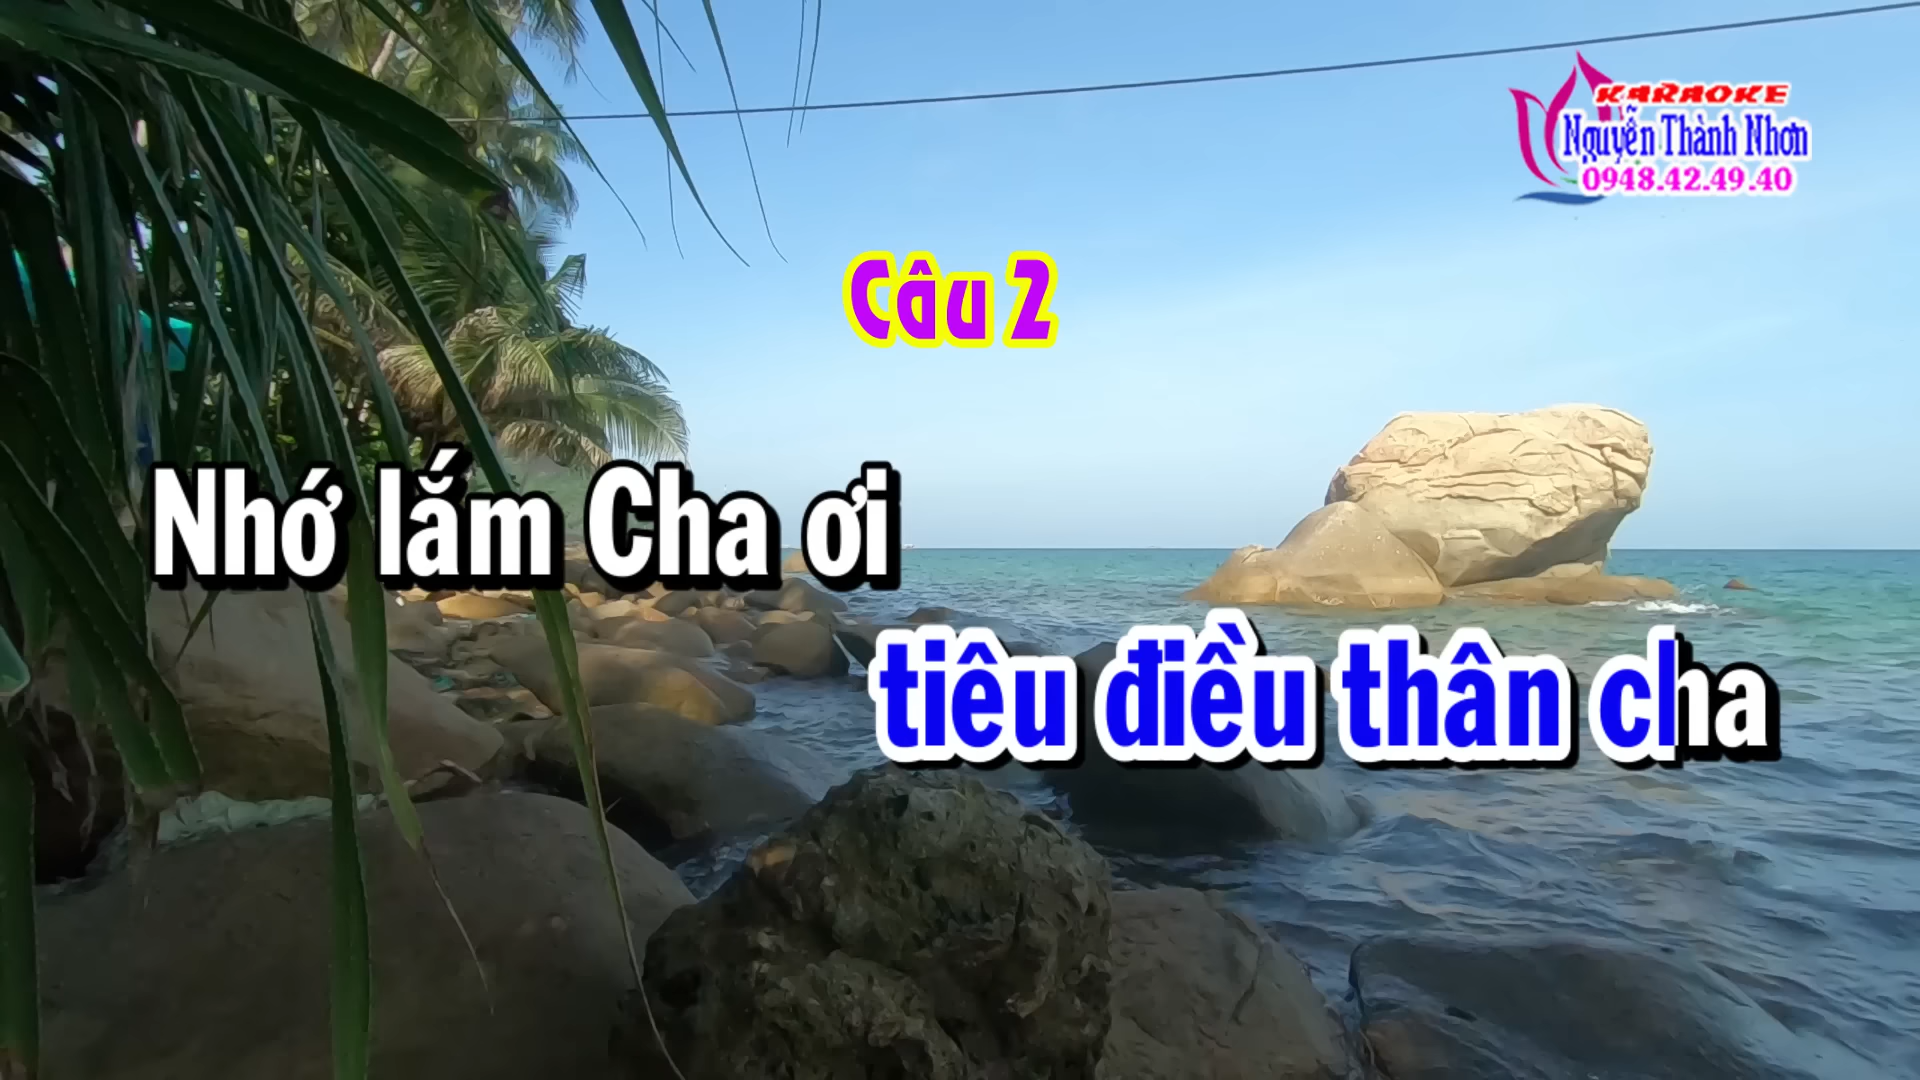 KARAOKE
Nguyễn Thành Nhơn
0948.42.49.40
Câu 2
Nhớ lắm Cha ơi
tiêu điều thân cha